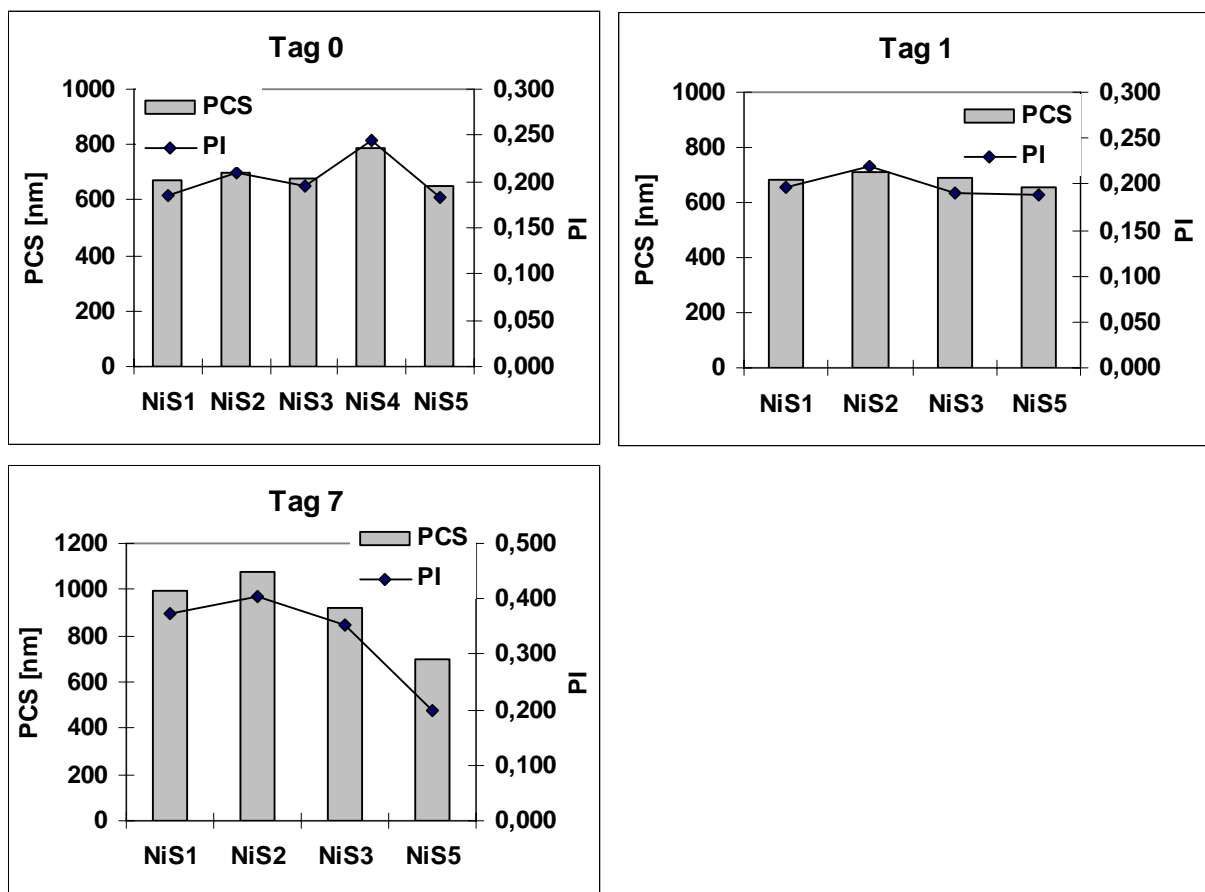 Tag 0
PCS [nm]
1000
800
600
400
200
0
PCS
PI
0,300
0,250
0,200
0,150
0,100
0,050
0,000
PI
NiS1 NiS2 NiS3 NiS4 NiS5
Tag 1
PCS [nm]
1000
800
600
400
200
0
PCS
PI
0,300
0,250
0,200
0,150
0,100
0,050
0,000
PI
NiS1 NiS2 NiS3 NiS5
Tag 7
PCS [nm]
1200
1000
800
600
400
200
0
PCS
PI
0,500
0,400
0,300
0,200
0,100
0,000
PI
NiS1 NiS2 NiS3 NiS5